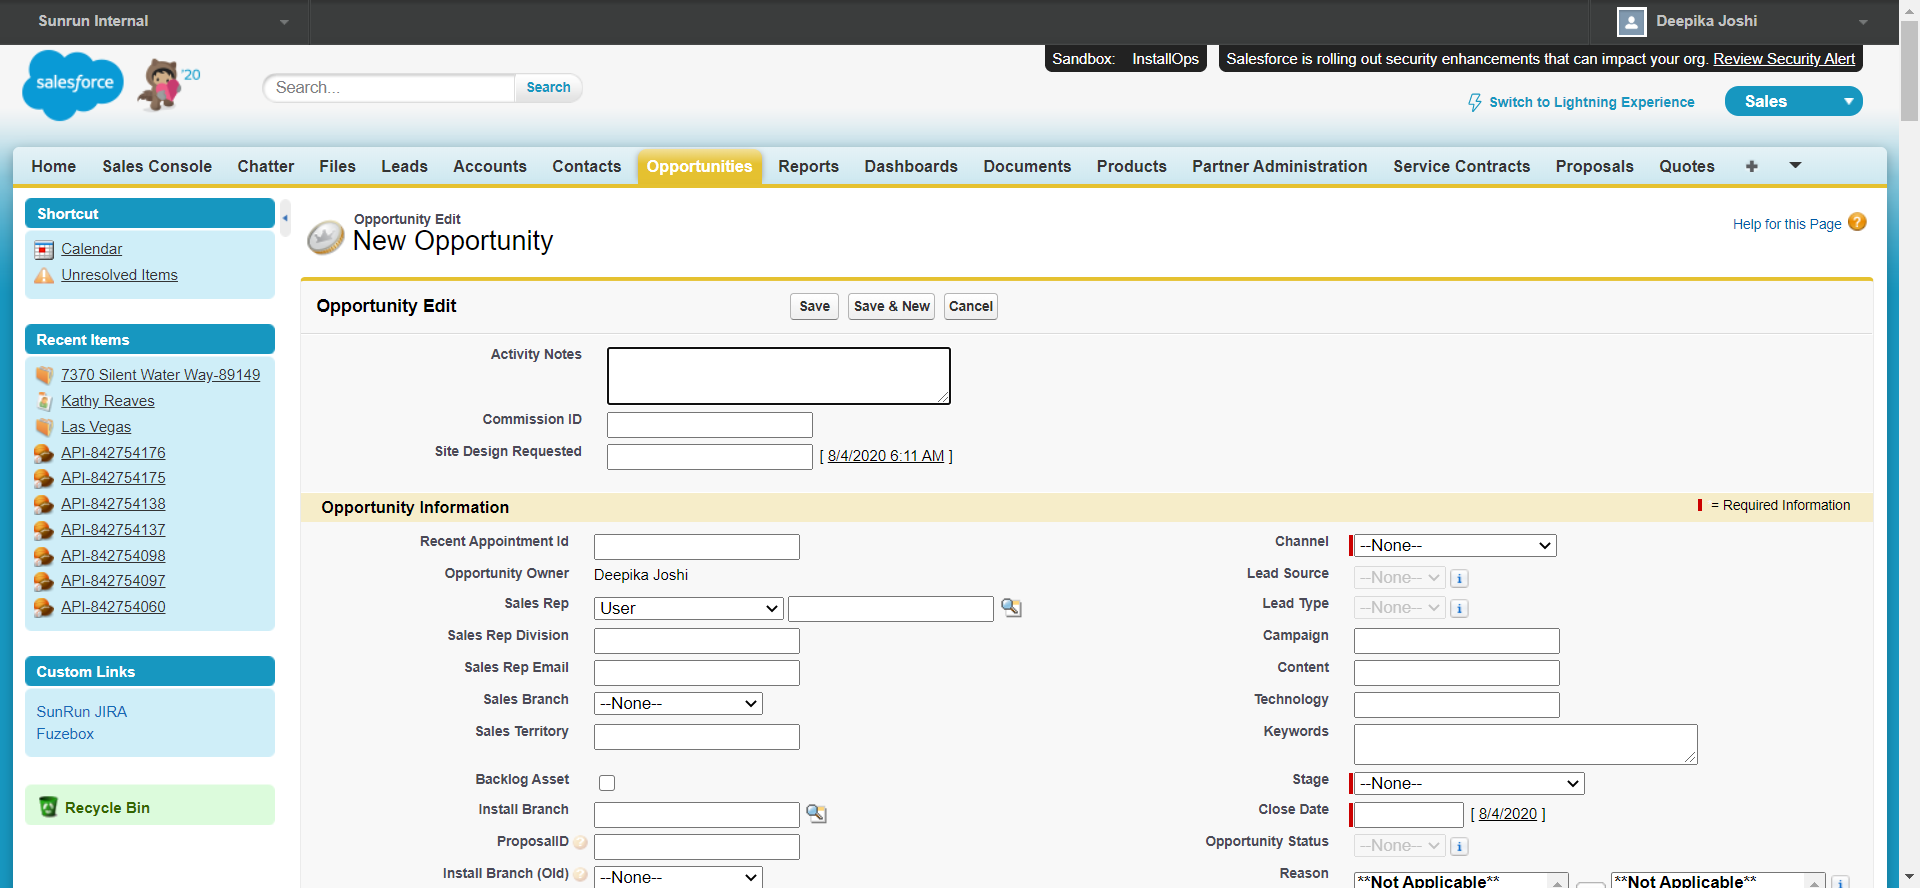 Sunrun Internal
Deepika Joshi
salesforce
'20
Search...
Search
Sandbox: InstallOps
Salesforce is rolling out security enhancements that can impact your org. Review Security Alert
Switch to Lightning Experience
Sales
Home Sales Console Chatter Files Leads Accounts Contacts Opportunities Reports Dashboards Documents Products Partner Administration Service Contracts Proposals Quotes +
Shortcut
Calendar
Unresolved Items
Recent Items
7370 Silent Water Way-89149
Kathy Reaves
Las Vegas
API-842754176
API-842754175
API-842754138
API-842754137
API-842754098
API-842754097
API-842754060
Custom Links
SunRun JIRA
Fuzebox
Recycle Bin
Opportunity Edit
New Opportunity
Help for this Page ?
Opportunity Edit
Save Save & New Cancel
Activity Notes
Commission ID
Site Design Requested [ 8/4/2020 6:11 AM ]
Opportunity Information
= Required Information
Recent Appointment Id
Opportunity Owner Deepika Joshi
Sales Rep User
Sales Rep Division
Sales Rep Email
Sales Branch --None--
Sales Territory
Backlog Asset
Install Branch
ProposalID ?
Install Branch (Old) ? --None--
Channel --None--
Lead Source --None-- i
Lead Type --None-- i
Campaign
Content
Technology
Keywords
Stage --None--
Close Date [ 8/4/2020 ]
Opportunity Status --None-- i
Reason **Not Applicable** **Not Applicable** i